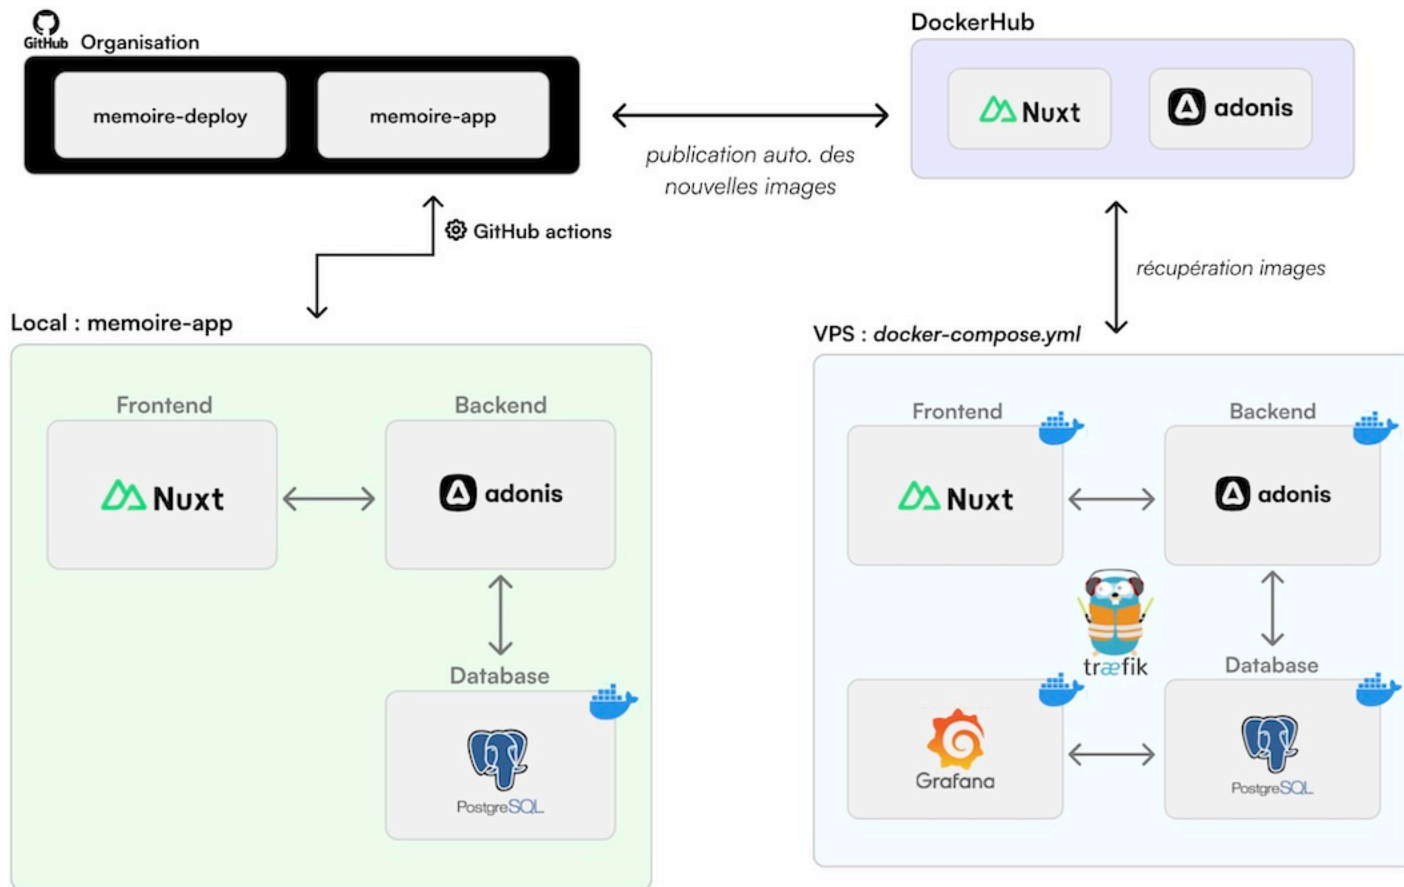 GitHub Organisation
memoire-deploy
memoire-app
DockerHub
Nuxt
adonis
publication auto. des
nouvelles images
GitHub actions
récupération images
Local : memoire-app
Frontend
Backend
Nuxt
adonis
Database
PostgreSQL
VPS : docker-compose.yml
Frontend
Backend
Nuxt
adonis
træfik
Database
Grafana
PostgreSQL